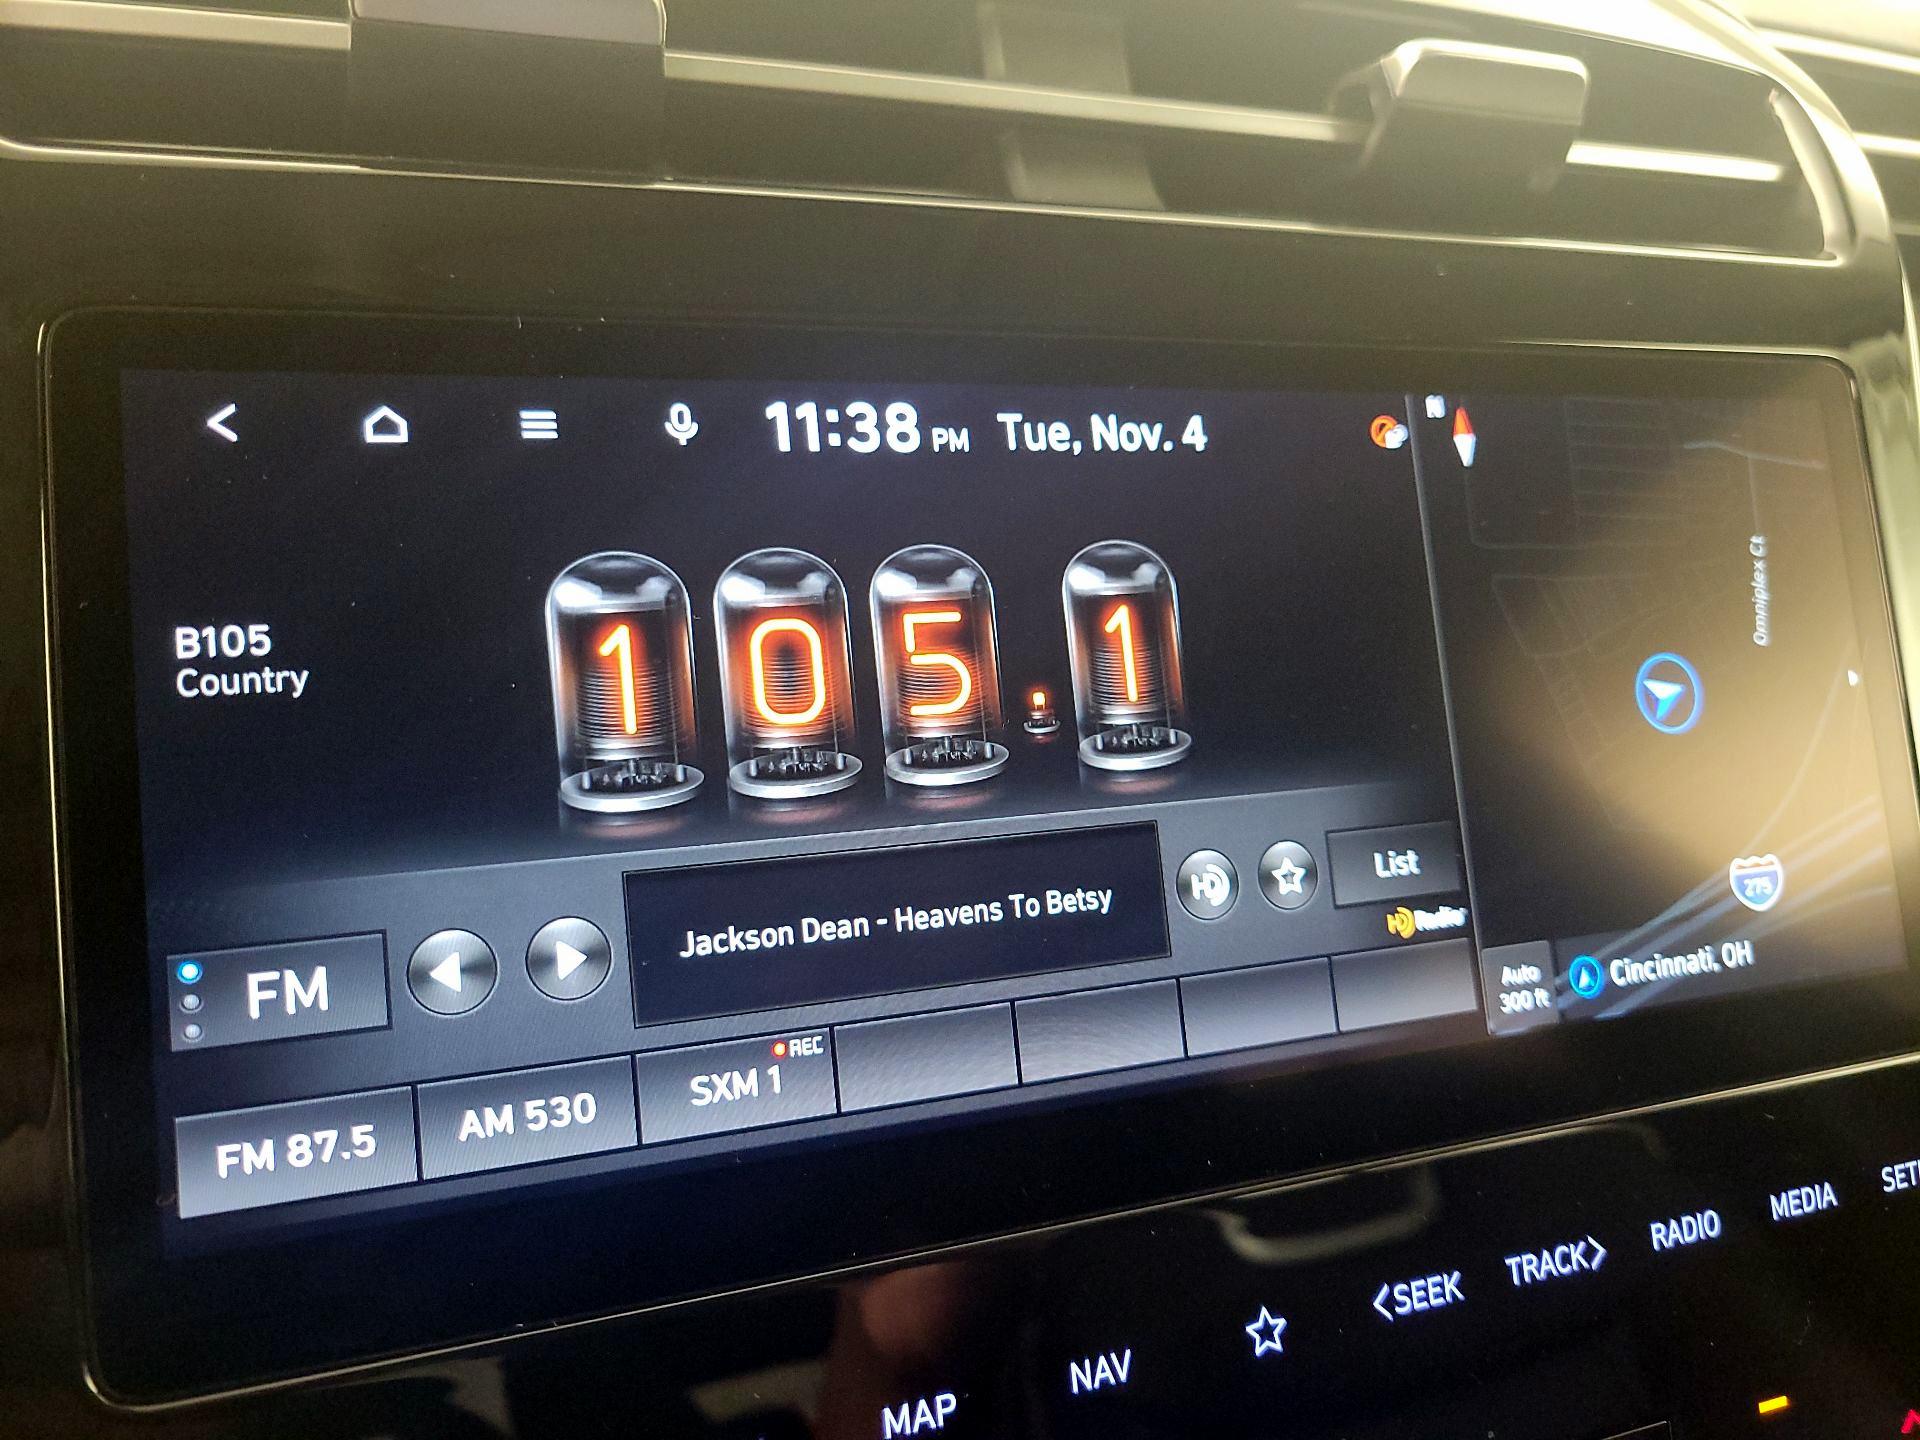 11:38 PM Tue, Nov. 4
N
B105
Country
105.1
Omniplex Ct
275
Jackson Dean - Heavens To Betsy
HD
List
HD Radio
FM
Auto
300 ft
Cincinnati, OH
FM 87.5
AM 530
REC
SXM 1
MAP
NAV
<SEEK
TRACK>
RADIO
MEDIA